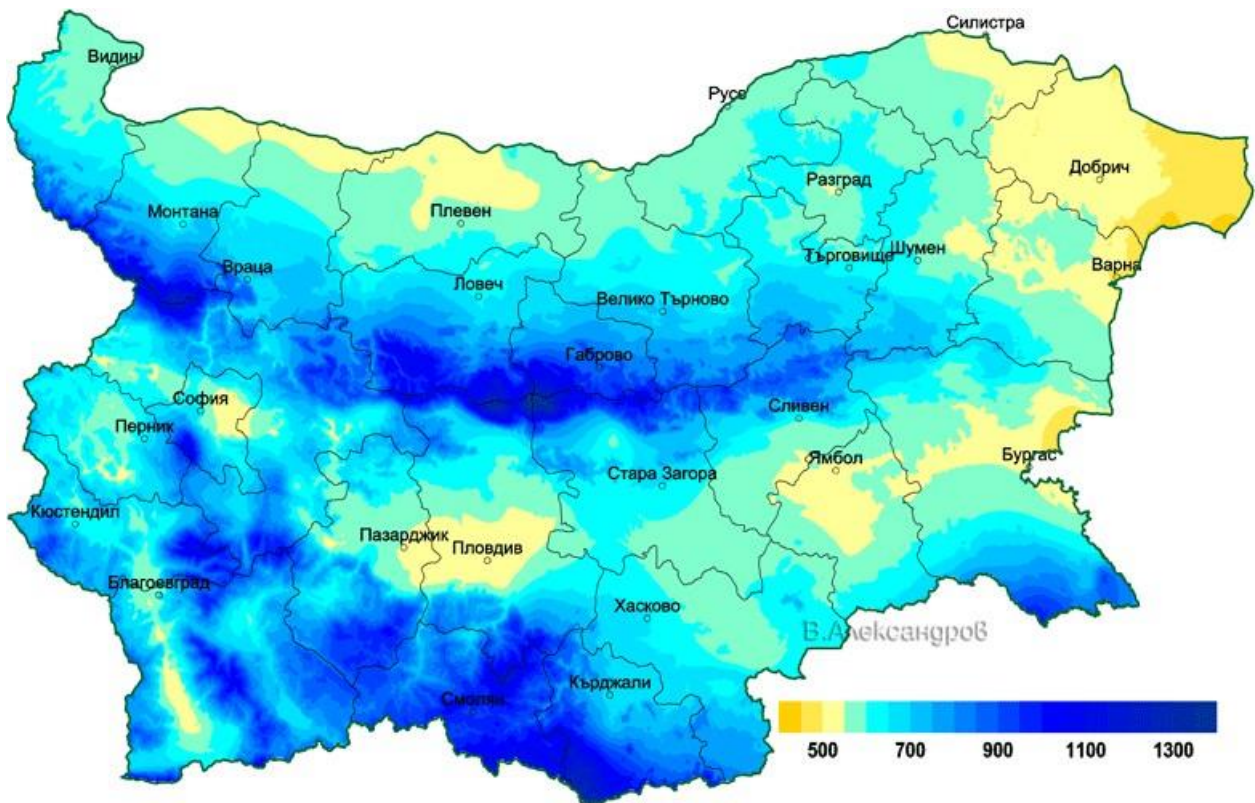 Силистра
Видин
Русе
Добрич
Разград
Монтана
Плевен
Шумен
Търговище
Варна
Враца
Ловеч
Велико Търново
Габрово
София
Сливен
Перник
Бургас
Ямбол
Стара Загора
Кюстендил
Пазарджик
Пловдив
Благоевград
Хасково
В.Александров
Кърджали
Смолян
500 700 900 1100 1300